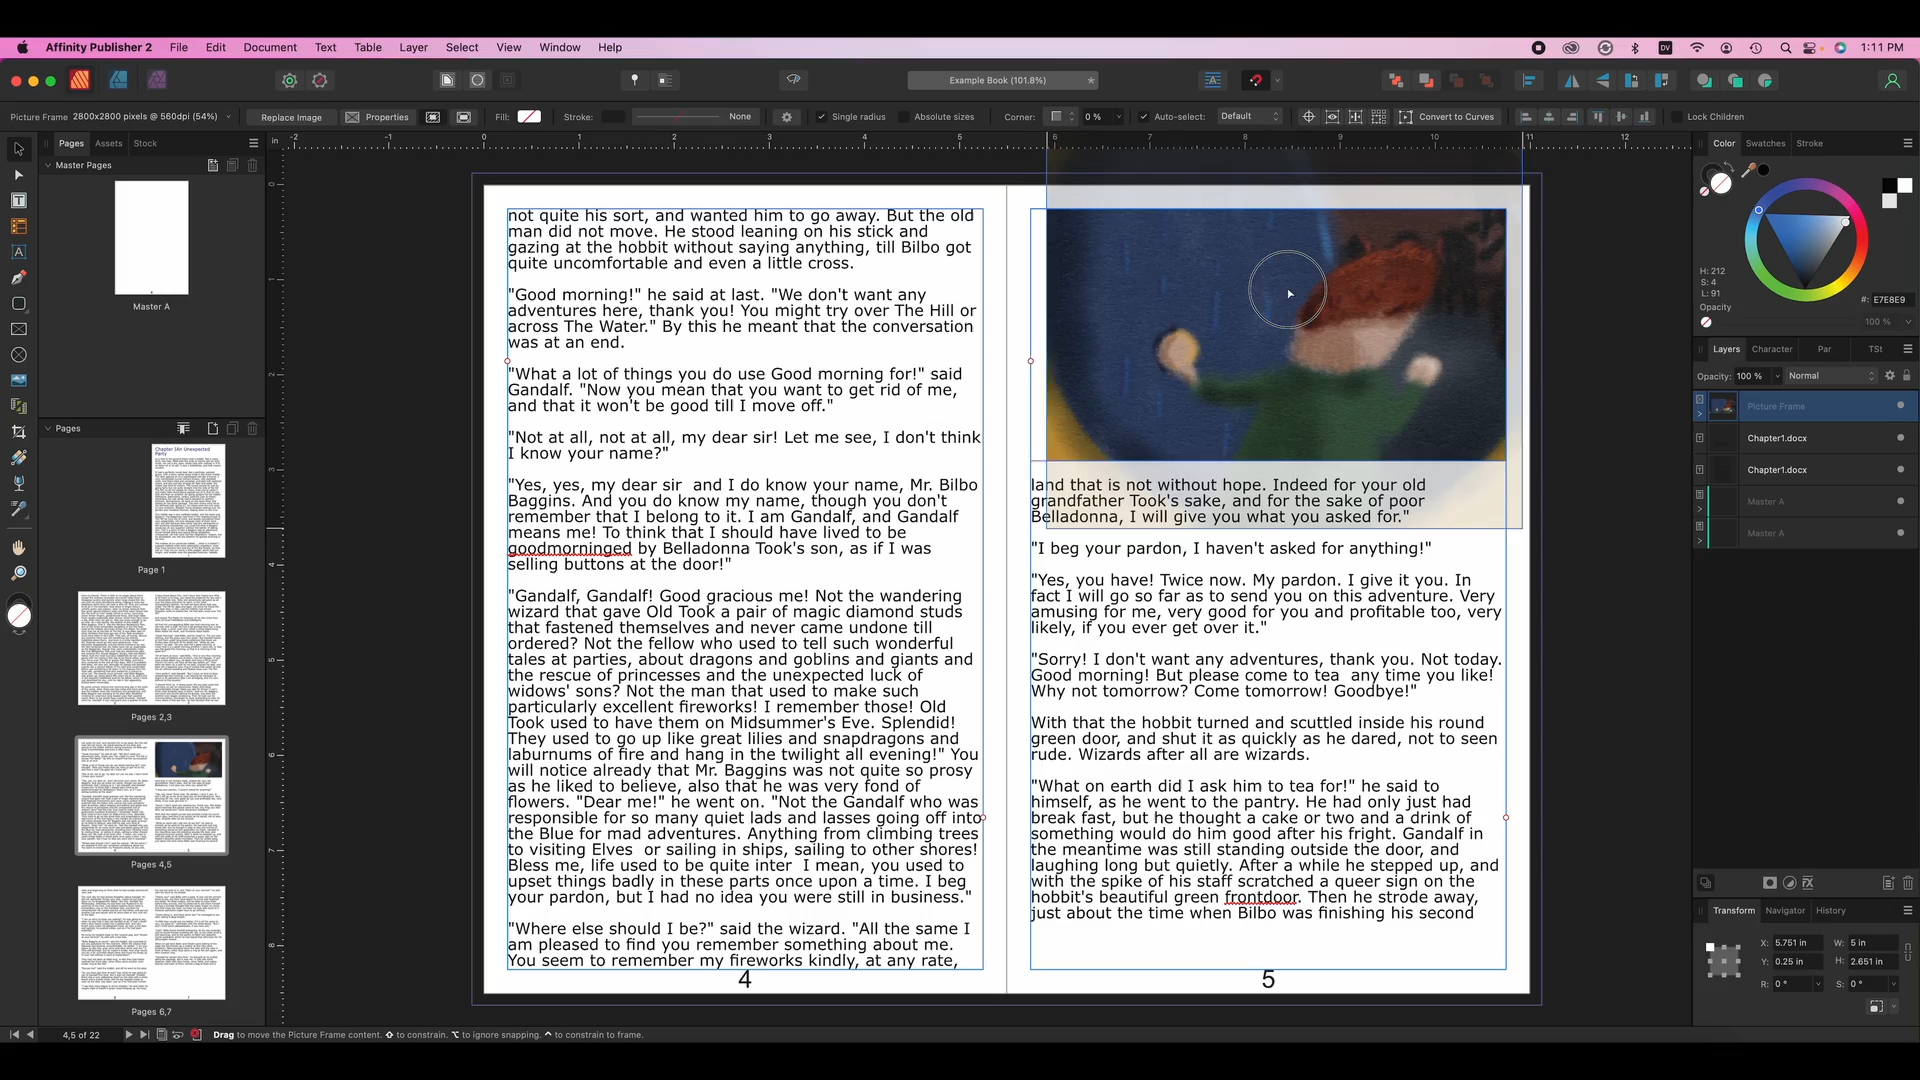 Affinity Publisher 2 File Edit Document Text Table Layer Select View Window Help 1:11 PM
Example Book (101.8%)
Picture Frame 2800x2800 pixels @ 560dpi (54%) Replace Image Properties Fill: Stroke: None Single radius Absolute sizes Corner: 0 % Auto-select: Default Convert to Curves Lock Children
Pages Assets Stock
Master Pages
Master A
Pages
Page 1
Pages 2,3
Pages 4,5
Pages 6,7
in -2 -1 0 1 2 3 4 5 6 7 8 9 10 11 12
0
1
2
3
4
5
6
7
8
not quite his sort, and wanted him to go away. But the old
man did not move. He stood leaning on his stick and
gazing at the hobbit without saying anything, till Bilbo got
quite uncomfortable and even a little cross.
"Good morning!" he said at last. "We don't want any
adventures here, thank you! You might try over The Hill or
across The Water." By this he meant that the conversation
was at an end.
"What a lot of things you do use Good morning for!" said
Gandalf. "Now you mean that you want to get rid of me,
and that it won't be good till I move off."
"Not at all, not at all, my dear sir! Let me see, I don't think
I know your name?"
"Yes, yes, my dear sir  and I do know your name, Mr. Bilbo
Baggins. And you do know my name, though you don't
remember that I belong to it. I am Gandalf, and Gandalf
means me! To think that I should have lived to be
goodmorninged by Belladonna Took's son, as if I was
selling buttons at the door!"
"Gandalf, Gandalf! Good gracious me! Not the wandering
wizard that gave Old Took a pair of magic diamond studs
that fastened themselves and never came undone till
ordered? Not the fellow who used to tell such wonderful
tales at parties, about dragons and goblins and giants and
the rescue of princesses and the unexpected luck of
widows' sons? Not the man that used to make such
particularly excellent fireworks! I remember those! Old
Took used to have them on Midsummer's Eve. Splendid!
They used to go up like great lilies and snapdragons and
laburnums of fire and hang in the twilight all evening!" You
will notice already that Mr. Baggins was not quite so prosy
as he liked to believe, also that he was very fond of
flowers. "Dear me!" he went on. "Not the Gandalf who was
responsible for so many quiet lads and lasses going off into
the Blue for mad adventures. Anything from climbing trees
to visiting Elves  or sailing in ships, sailing to other shores!
Bless me, life used to be quite inter  I mean, you used to
upset things badly in these parts once upon a time. I beg
your pardon, but I had no idea you were still in business."
"Where else should I be?" said the wizard. "All the same I
am pleased to find you remember something about me.
You seem to remember my fireworks kindly, at any rate,
4
land that is not without hope. Indeed for your old
grandfather Took's sake, and for the sake of poor
Belladonna, I will give you what you asked for."
"I beg your pardon, I haven't asked for anything!"
"Yes, you have! Twice now. My pardon. I give it you. In
fact I will go so far as to send you on this adventure. Very
amusing for me, very good for you and profitable too, very
likely, if you ever get over it."
"Sorry! I don't want any adventures, thank you. Not today.
Good morning! But please come to tea  any time you like!
Why not tomorrow? Come tomorrow! Goodbye!"
With that the hobbit turned and scuttled inside his round
green door, and shut it as quickly as he dared, not to seen
rude. Wizards after all are wizards.
"What on earth did I ask him to tea for!" he said to
himself, as he went to the pantry. He had only just had
break fast, but he thought a cake or two and a drink of
something would do him good after his fright. Gandalf in
the meantime was still standing outside the door, and
laughing long but quietly. After a while he stepped up, and
with the spike of his staff scratched a queer sign on the
hobbit's beautiful green frontdoor. Then he strode away,
just about the time when Bilbo was finishing his second
5
Color Swatches Stroke
H: 212
S: 4
L: 91
#: E7E8E9
Opacity
100 %
Layers Character Par TSt
Opacity: 100 % Normal
Picture Frame
Chapter1.docx
Chapter1.docx
Master A
Master A
Transform Navigator History
X: 5.751 in W: 5 in
Y: 0.25 in H: 2.651 in
R: 0 ° S: 0 °
4,5 of 22 Drag to move the Picture Frame content. ⇧ to constrain. ⌥ to ignore snapping. ^ to constrain to frame.